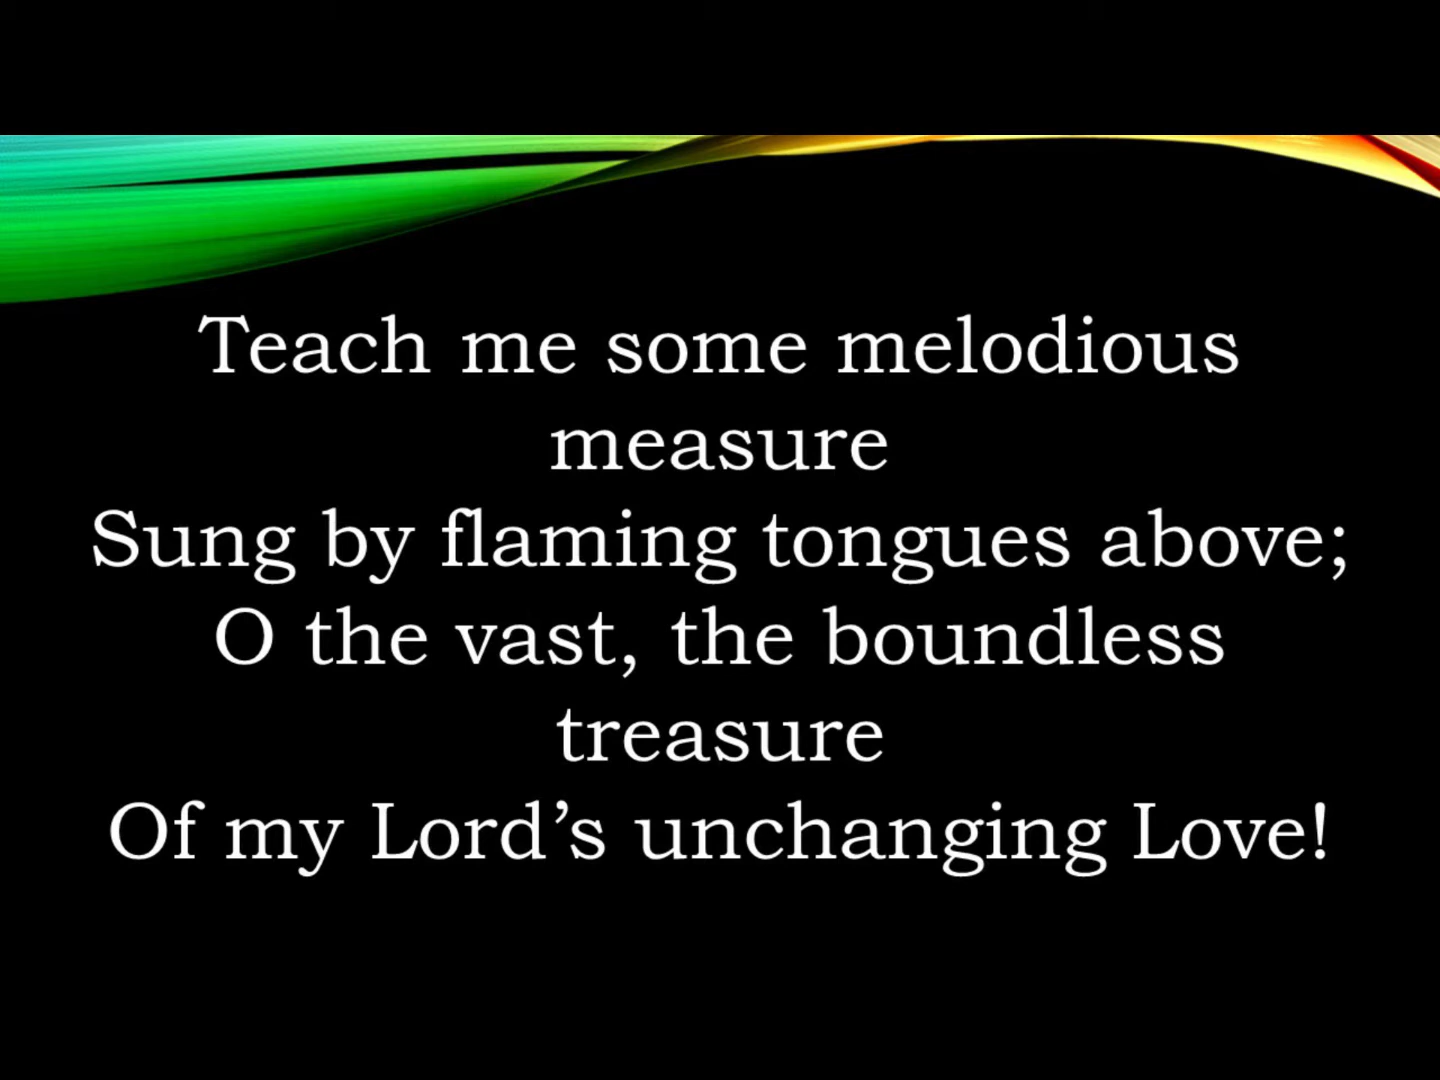 Teach me some melodious
measure
Sung by flaming tongues above;
O the vast, the boundless
treasure
Of my Lord’s unchanging Love!